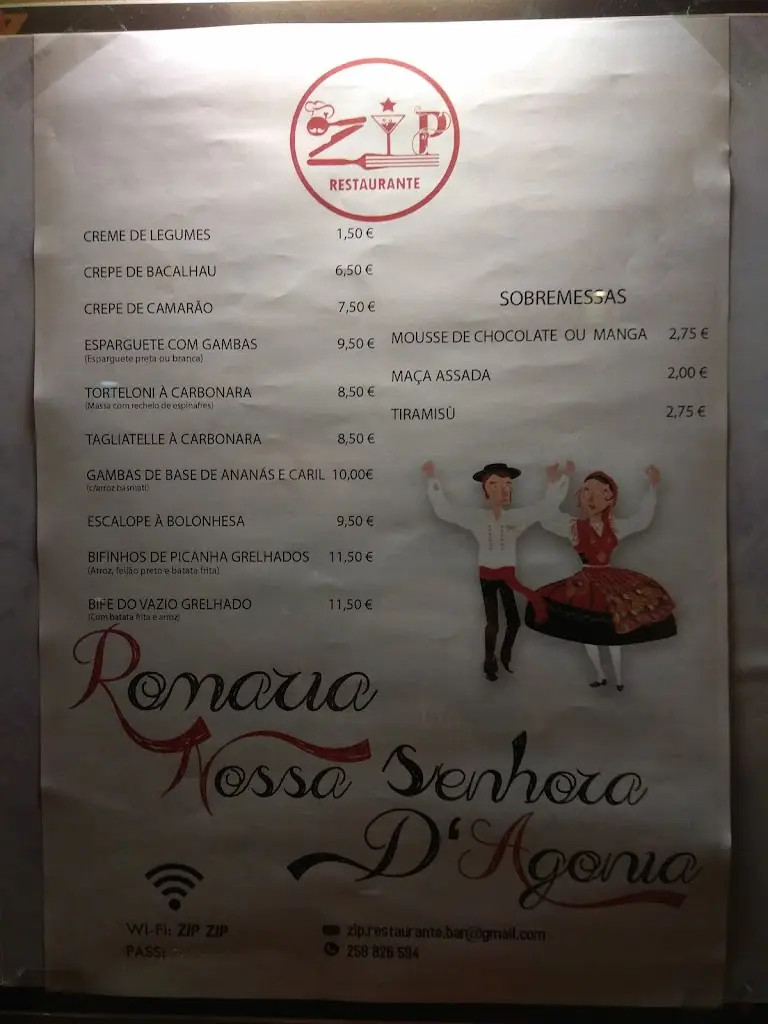 ZIP
RESTAURANTE
CREME DE LEGUMES 1,50 €
CREPE DE BACALHAU 6,50 €
CREPE DE CAMARÃO 7,50 €
ESPARGUETE COM GAMBAS 9,50 €
(Esparguete preta ou branca)
TORTELONI À CARBONARA 8,50 €
(Massa com recheio de espinafres)
TAGLIATELLE À CARBONARA 8,50 €
GAMBAS DE BASE DE ANANÁS E CARIL 10,00€
(c/arroz basmati)
ESCALOPE À BOLONHESA 9,50 €
BIFINHOS DE PICANHA GRELHADOS 11,50 €
(Arroz, feijão preto e batata frita)
BIFE DO VAZIO GRELHADO 11,50 €
(Com batata frita e arroz)
SOBREMESSAS
MOUSSE DE CHOCOLATE OU MANGA 2,75 €
MAÇA ASSADA 2,00 €
TIRAMISÙ 2,75 €
Romaria
Nossa Senhora
D'Agonia
WI-FI: ZIP ZIP
PASS:
zip.restaurante.bar@gmail.com
258 826 594